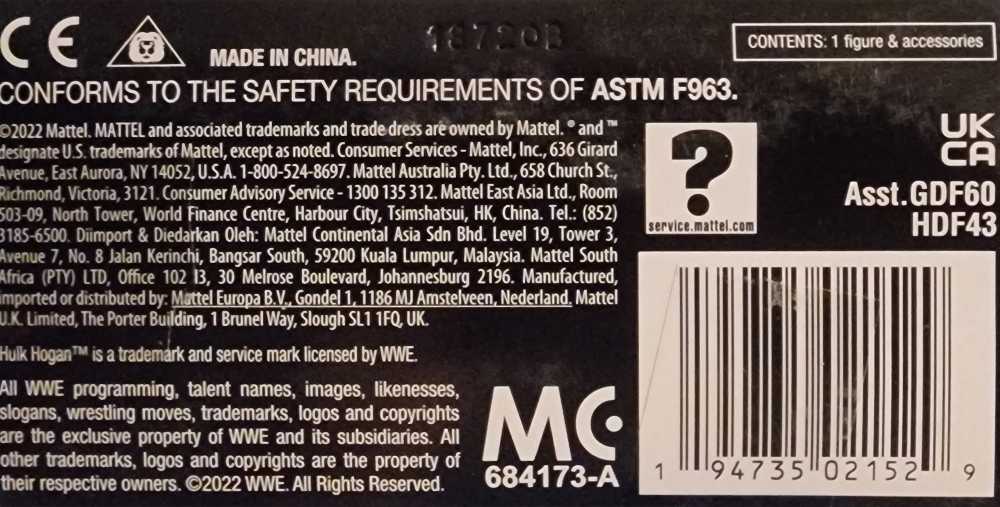 CE
MADE IN CHINA.
187203
CONTENTS: 1 figure & accessories
CONFORMS TO THE SAFETY REQUIREMENTS OF ASTM F963.
©2022 Mattel. MATTEL and associated trademarks and trade dress are owned by Mattel. ® and ™
designate U.S. trademarks of Mattel, except as noted. Consumer Services - Mattel, Inc., 636 Girard
Avenue, East Aurora, NY 14052, U.S.A. 1-800-524-8697. Mattel Australia Pty. Ltd., 658 Church St.,
Richmond, Victoria, 3121. Consumer Advisory Service - 1300 135 312. Mattel East Asia Ltd., Room
503-09, North Tower, World Finance Centre, Harbour City, Tsimshatsui, HK, China. Tel.: (852)
3185-6500. Diimport & Diedarkan Oleh: Mattel Continental Asia Sdn Bhd. Level 19, Tower 3,
Avenue 7, No. 8 Jalan Kerinchi, Bangsar South, 59200 Kuala Lumpur, Malaysia. Mattel South
Africa (PTY) LTD, Office 102 I3, 30 Melrose Boulevard, Johannesburg 2196. Manufactured,
imported or distributed by: Mattel Europa B.V., Gondel 1, 1186 MJ Amstelveen, Nederland. Mattel
U.K. Limited, The Porter Building, 1 Brunel Way, Slough SL1 1FQ, UK.
Hulk Hogan™ is a trademark and service mark licensed by WWE.
All WWE programming, talent names, images, likenesses,
slogans, wrestling moves, trademarks, logos and copyrights
are the exclusive property of WWE and its subsidiaries. All
other trademarks, logos and copyrights are the property of
their respective owners. ©2022 WWE. All Rights Reserved.
?
service.mattel.com
UK
CA
Asst.GDF60
HDF43
MC
684173-A
1 94735 02152 9